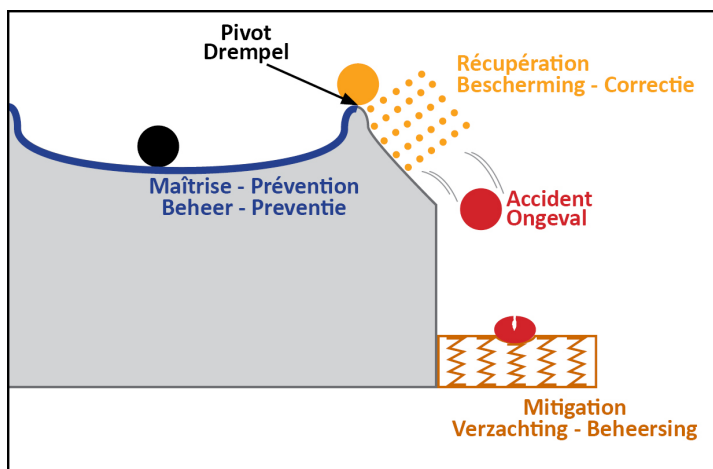 Pivot
Drempel
Récupération
Bescherming - Correctie
Maîtrise - Prévention
Beheer - Preventie
Accident
Ongeval
Mitigation
Verzachting - Beheersing